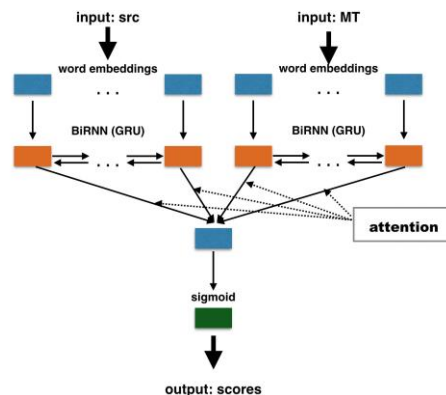 input: src
input: MT
word embeddings
word embeddings
. . .
. . .
BiRNN (GRU)
BiRNN (GRU)
. . .
. . .
attention
sigmoid
output: scores